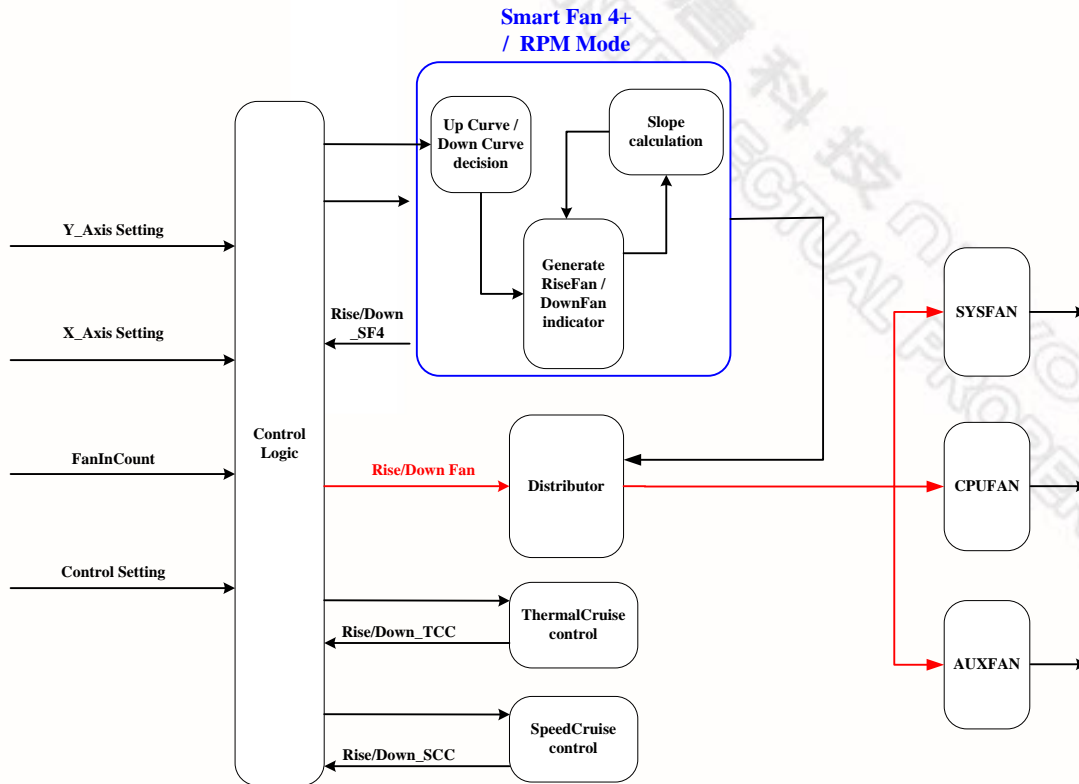 Smart Fan 4+
/ RPM Mode
Up Curve /
Down Curve
decision
Slope
calculation
Generate
RiseFan /
DownFan
indicator
Y_Axis Setting
X_Axis Setting
FanInCount
Control Setting
Control
Logic
Rise/Down
_SF4
Rise/Down Fan
Distributor
ThermalCruise
control
Rise/Down_TCC
SpeedCruise
control
Rise/Down_SCC
SYSFAN
CPUFAN
AUXFAN
科技